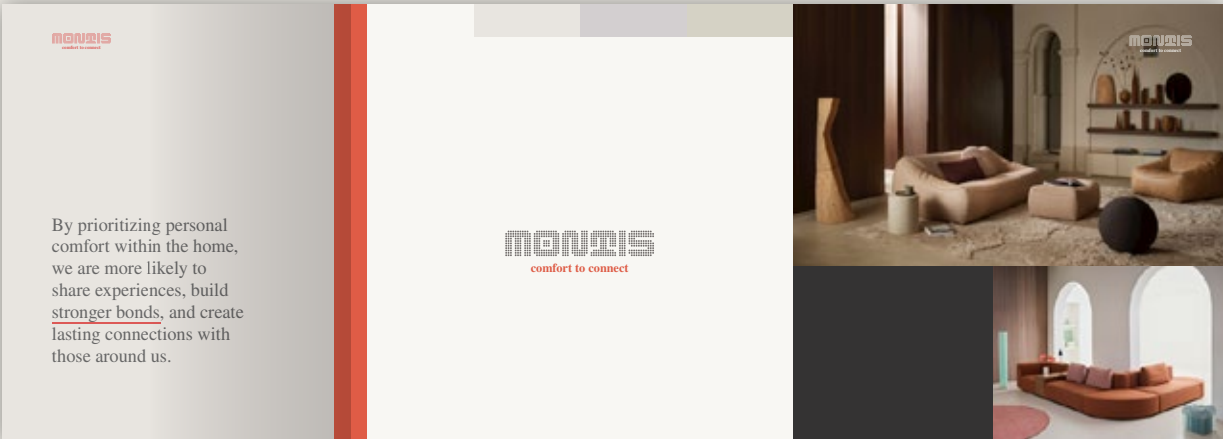 MONTIS
comfort to connect
By prioritizing personal
comfort within the home,
we are more likely to
share experiences, build
stronger bonds, and create
lasting connections with
those around us.
MONTIS
comfort to connect
MONTIS
comfort to connect